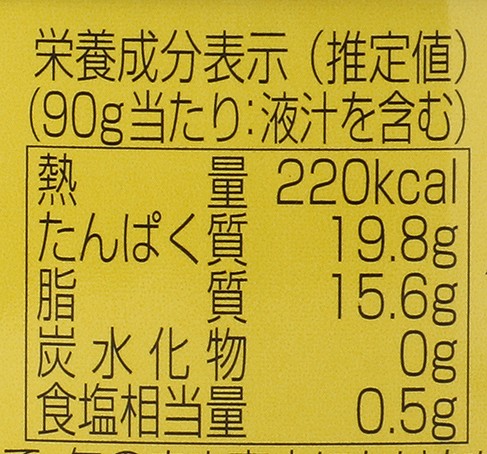 栄養成分表示（推定値）
（90g当たり：液汁を含む）
熱量 220kcal
たんぱく質 19.8g
脂質 15.6g
炭水化物 0g
食塩相当量 0.5g